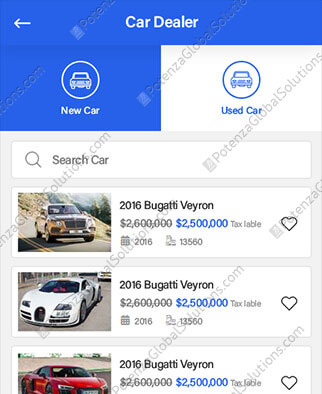 Car Dealer
New Car
Used Car
Search Car
2016 Bugatti Veyron
$2,600,000 $2,500,000 Tax lable
2016 13560
2016 Bugatti Veyron
$2,600,000 $2,500,000 Tax lable
2016 13560
2016 Bugatti Veyron
$2,600,000 $2,500,000 Tax lable
PotenzaGlobalSolutions.com